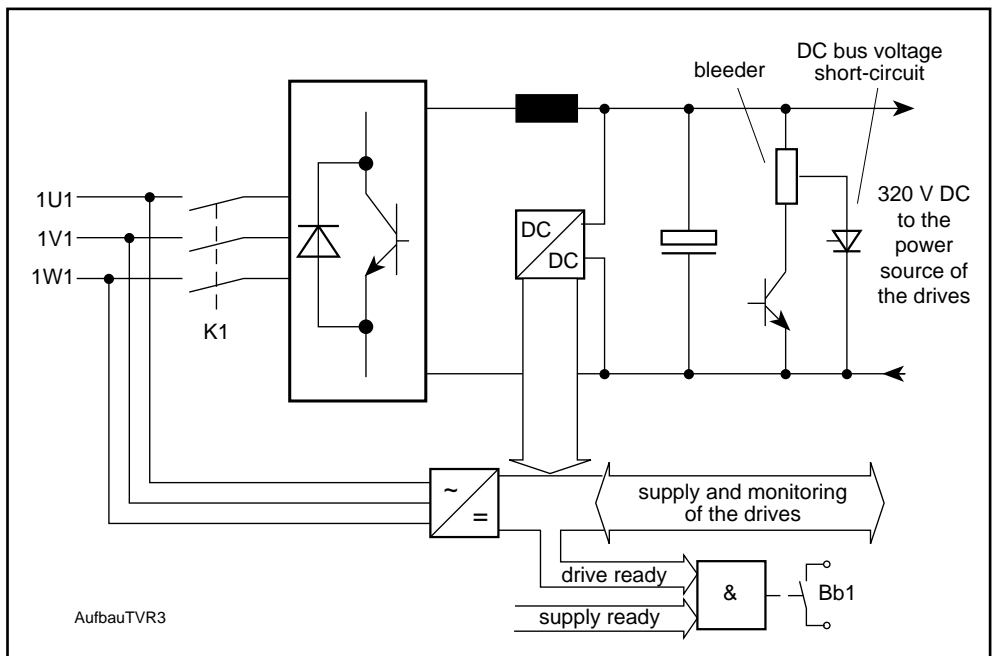 DC bus voltage
short-circuit
bleeder
1U1
1V1
1W1
K1
DC
DC
320 V DC
to the
power
source of
the drives
~
=
supply and monitoring
of the drives
drive ready
&
Bb1
supply ready
AufbauTVR3